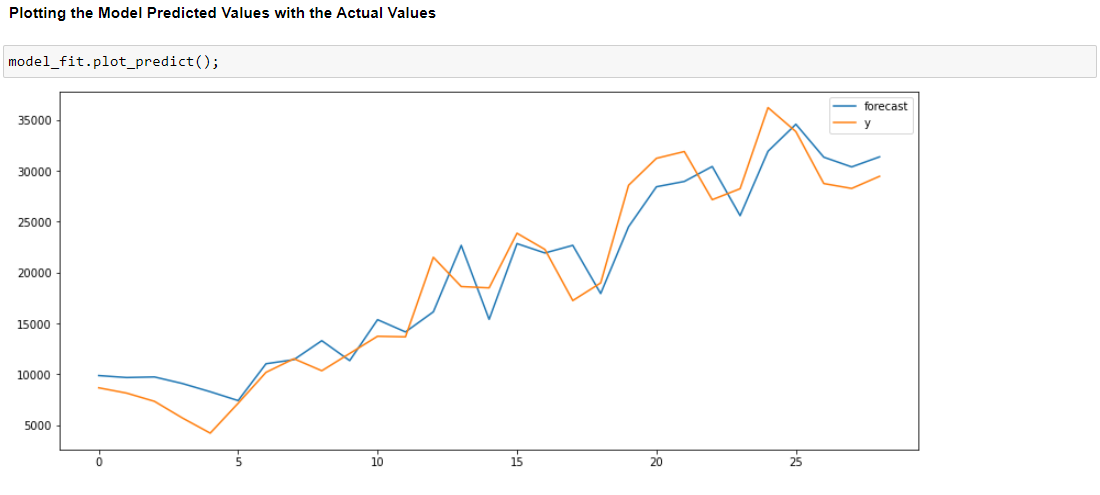 Plotting the Model Predicted Values with the Actual Values
model_fit.plot_predict();
forecast
y
35000
30000
25000
20000
15000
10000
5000
0 5 10 15 20 25